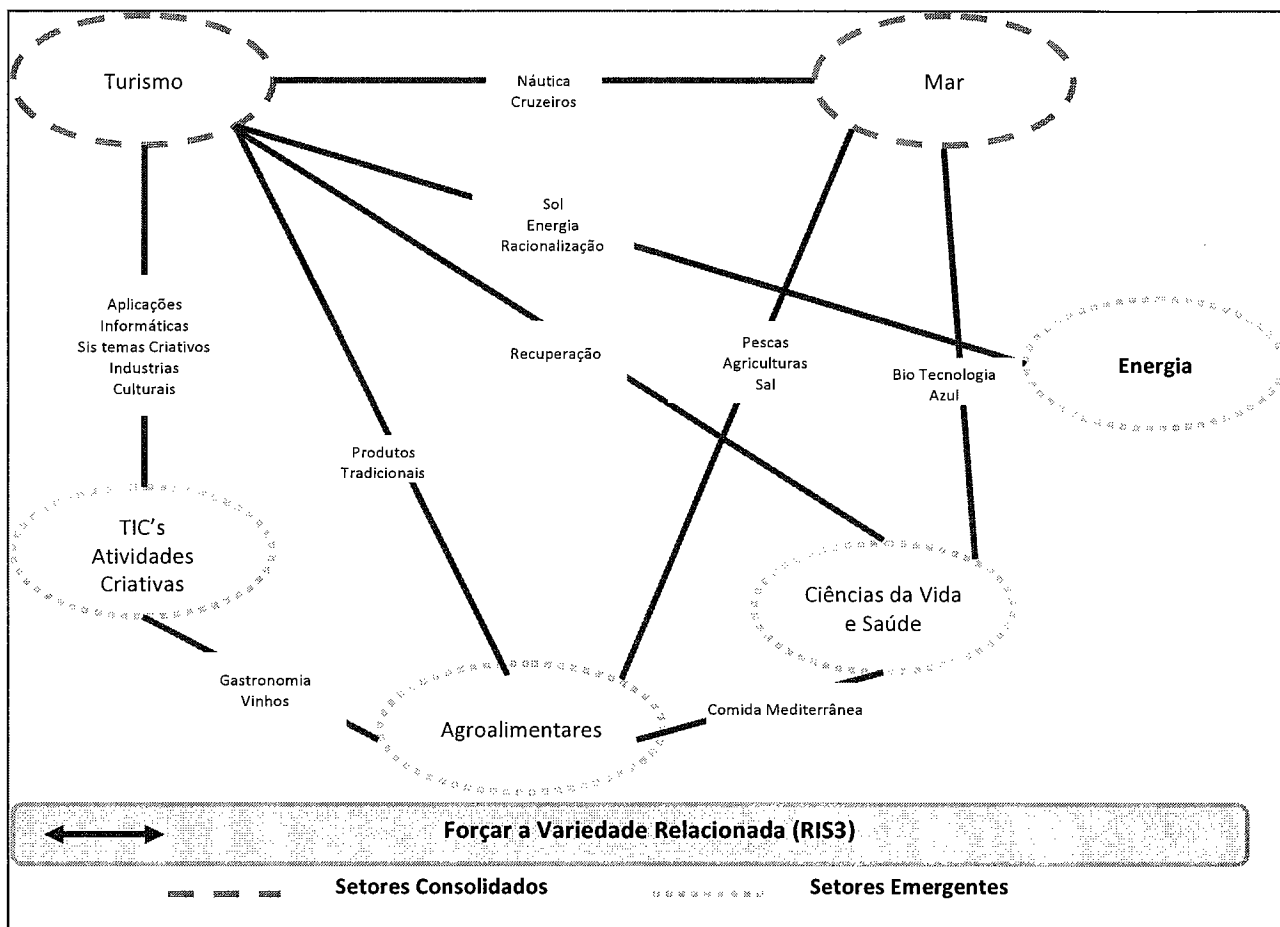 Turismo
Náutica
Cruzeiros
Mar
Sol
Energia
Racionalização
Aplicações
Informáticas
Sis temas Criativos
Industrias
Culturais
Recuperação
Pescas
Agriculturas
Sal
Bio Tecnologia
Azul
Energia
Produtos
Tradicionais
TIC's
Atividades
Criativas
Ciências da Vida
e Saúde
Gastronomia
Vinhos
Agroalimentares
Comida Mediterrânea
Forçar a Variedade Relacionada (RIS3)
Setores Consolidados
Setores Emergentes